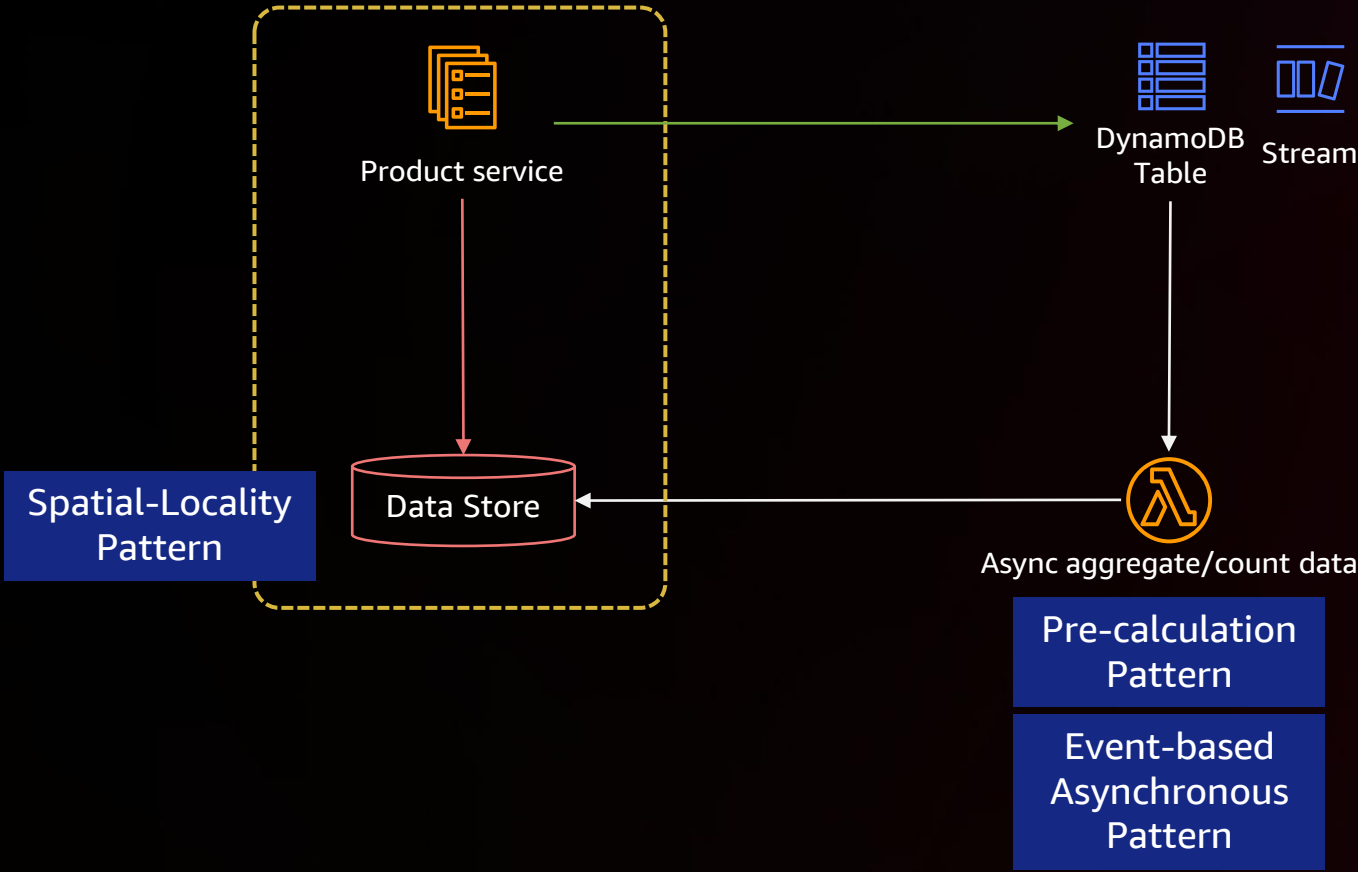 Product service
DynamoDB
Table
Stream
Spatial-Locality
Pattern
Data Store
Async aggregate/count data
Pre-calculation
Pattern
Event-based
Asynchronous
Pattern